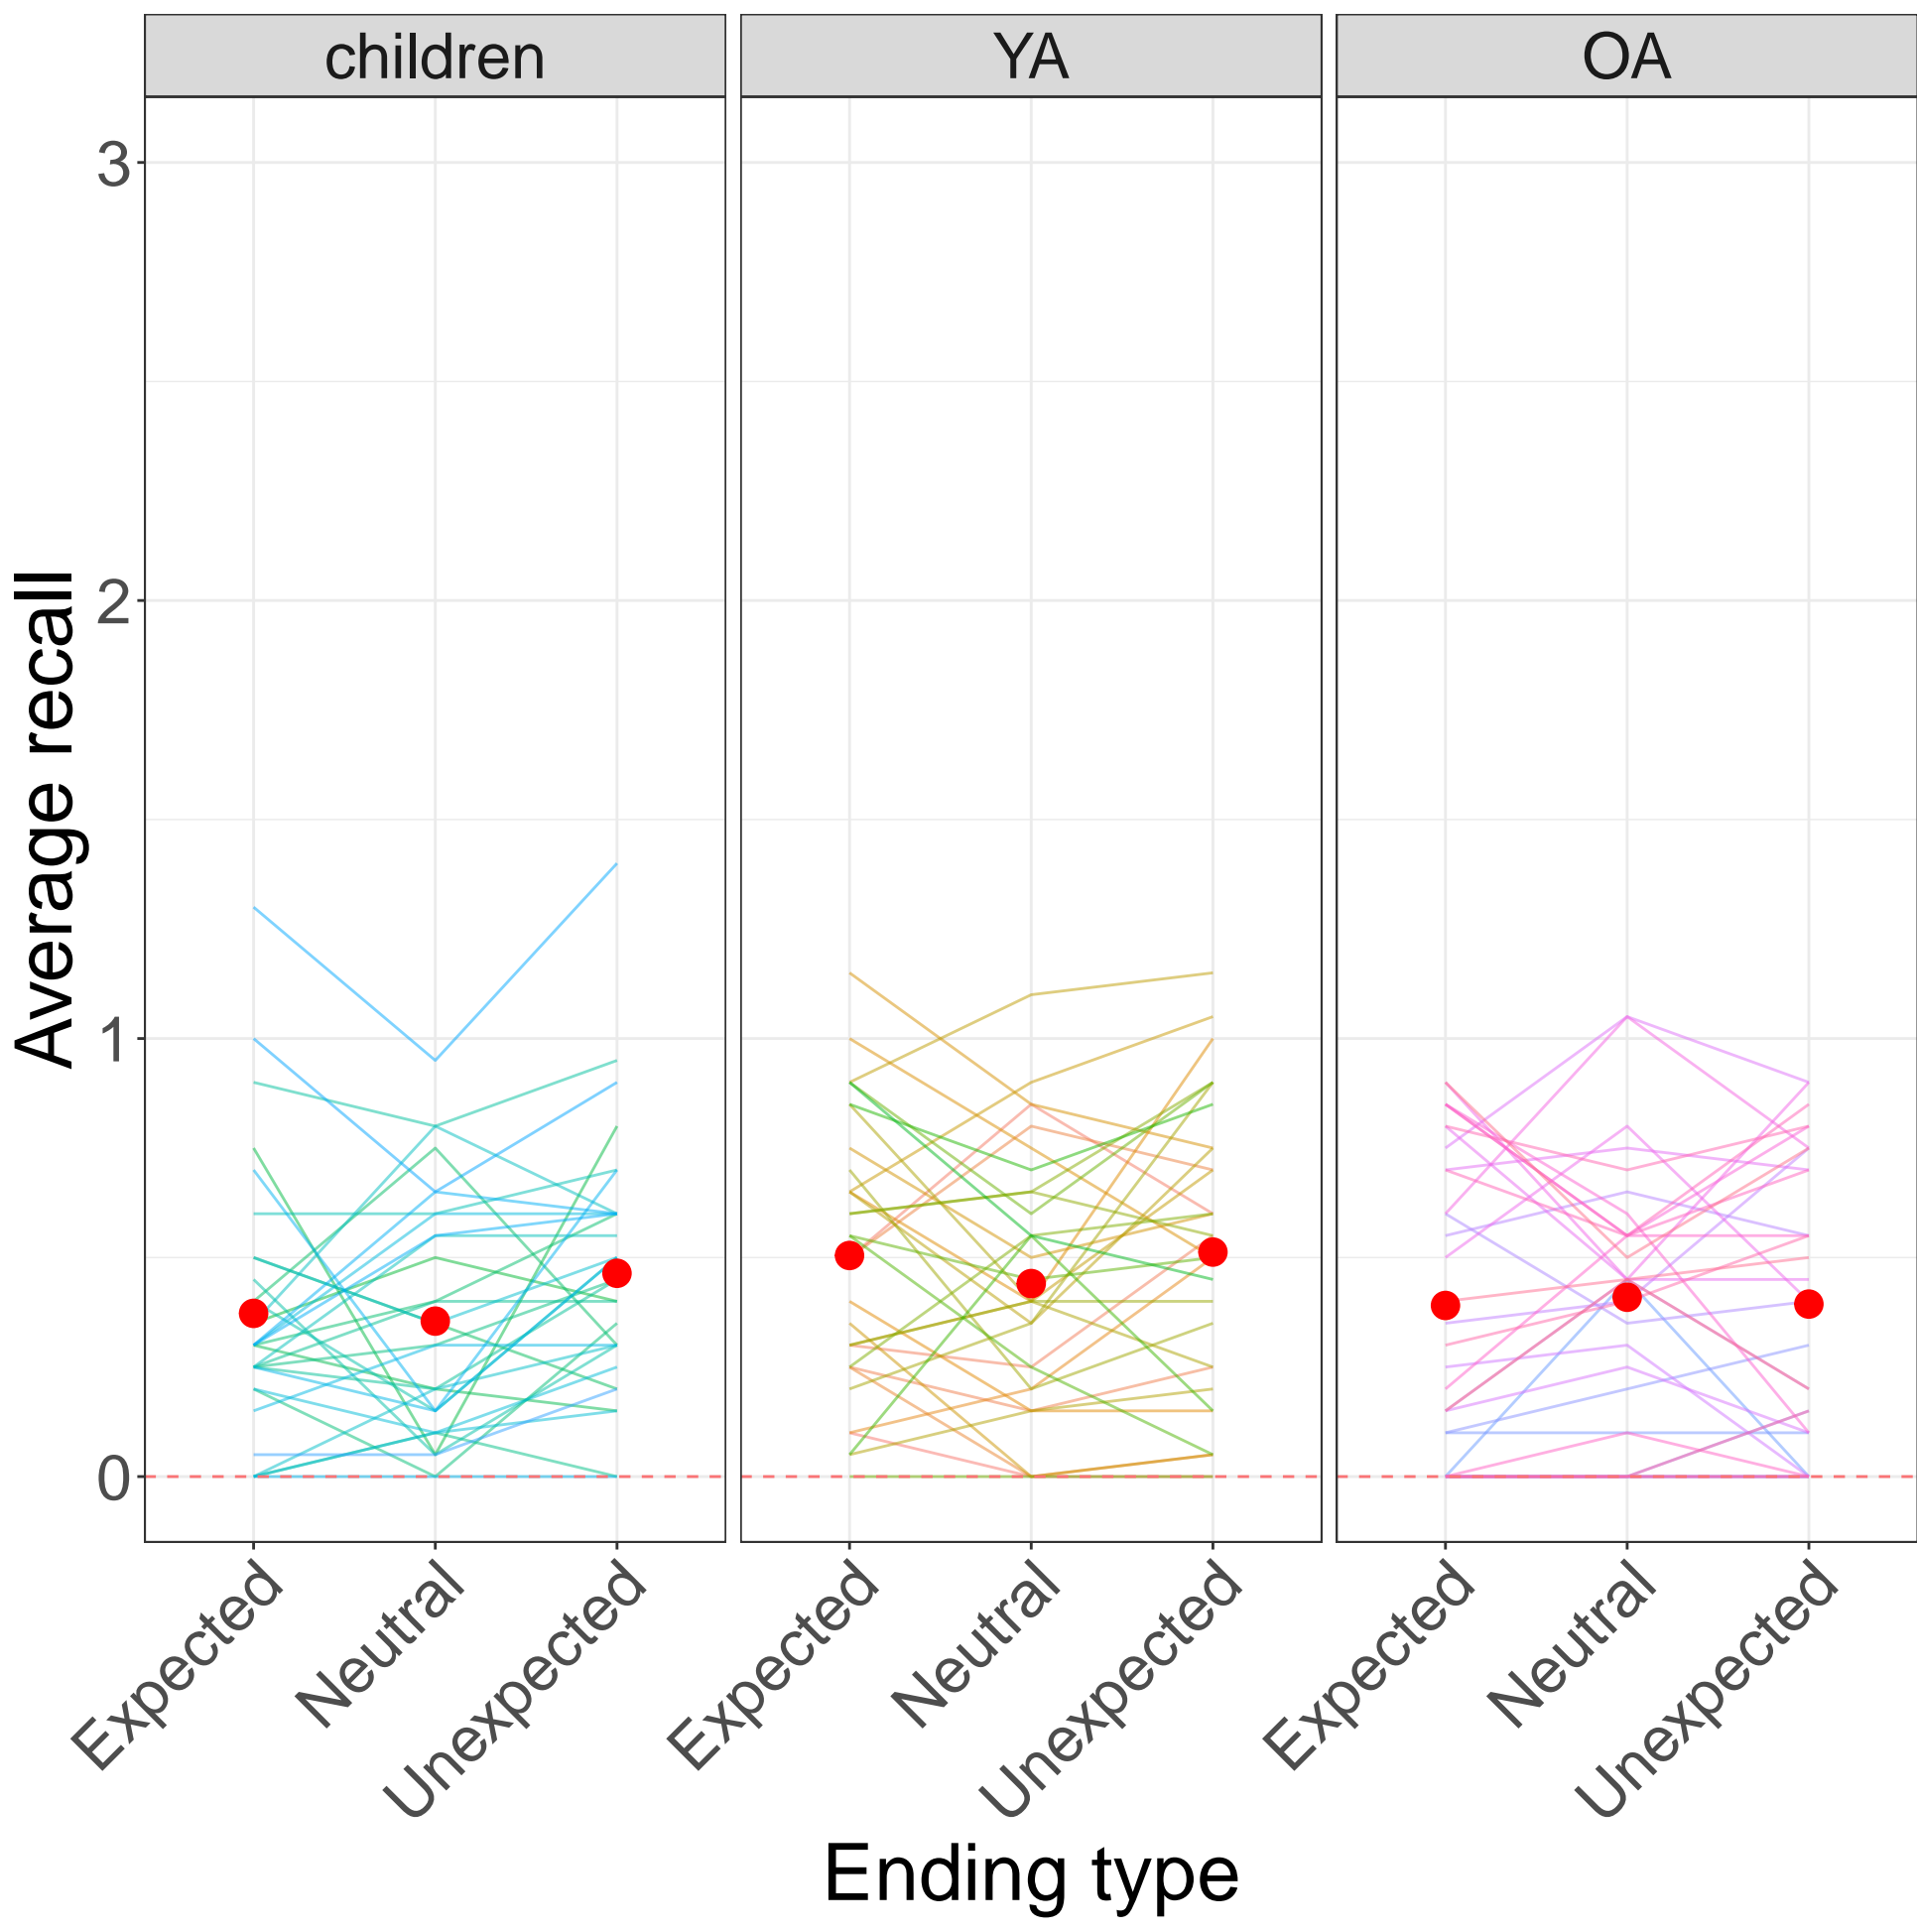 children YA OA
Average recall
3
2
1
0
Expected Neutral Unexpected Expected Neutral Unexpected Expected Neutral Unexpected
Ending type